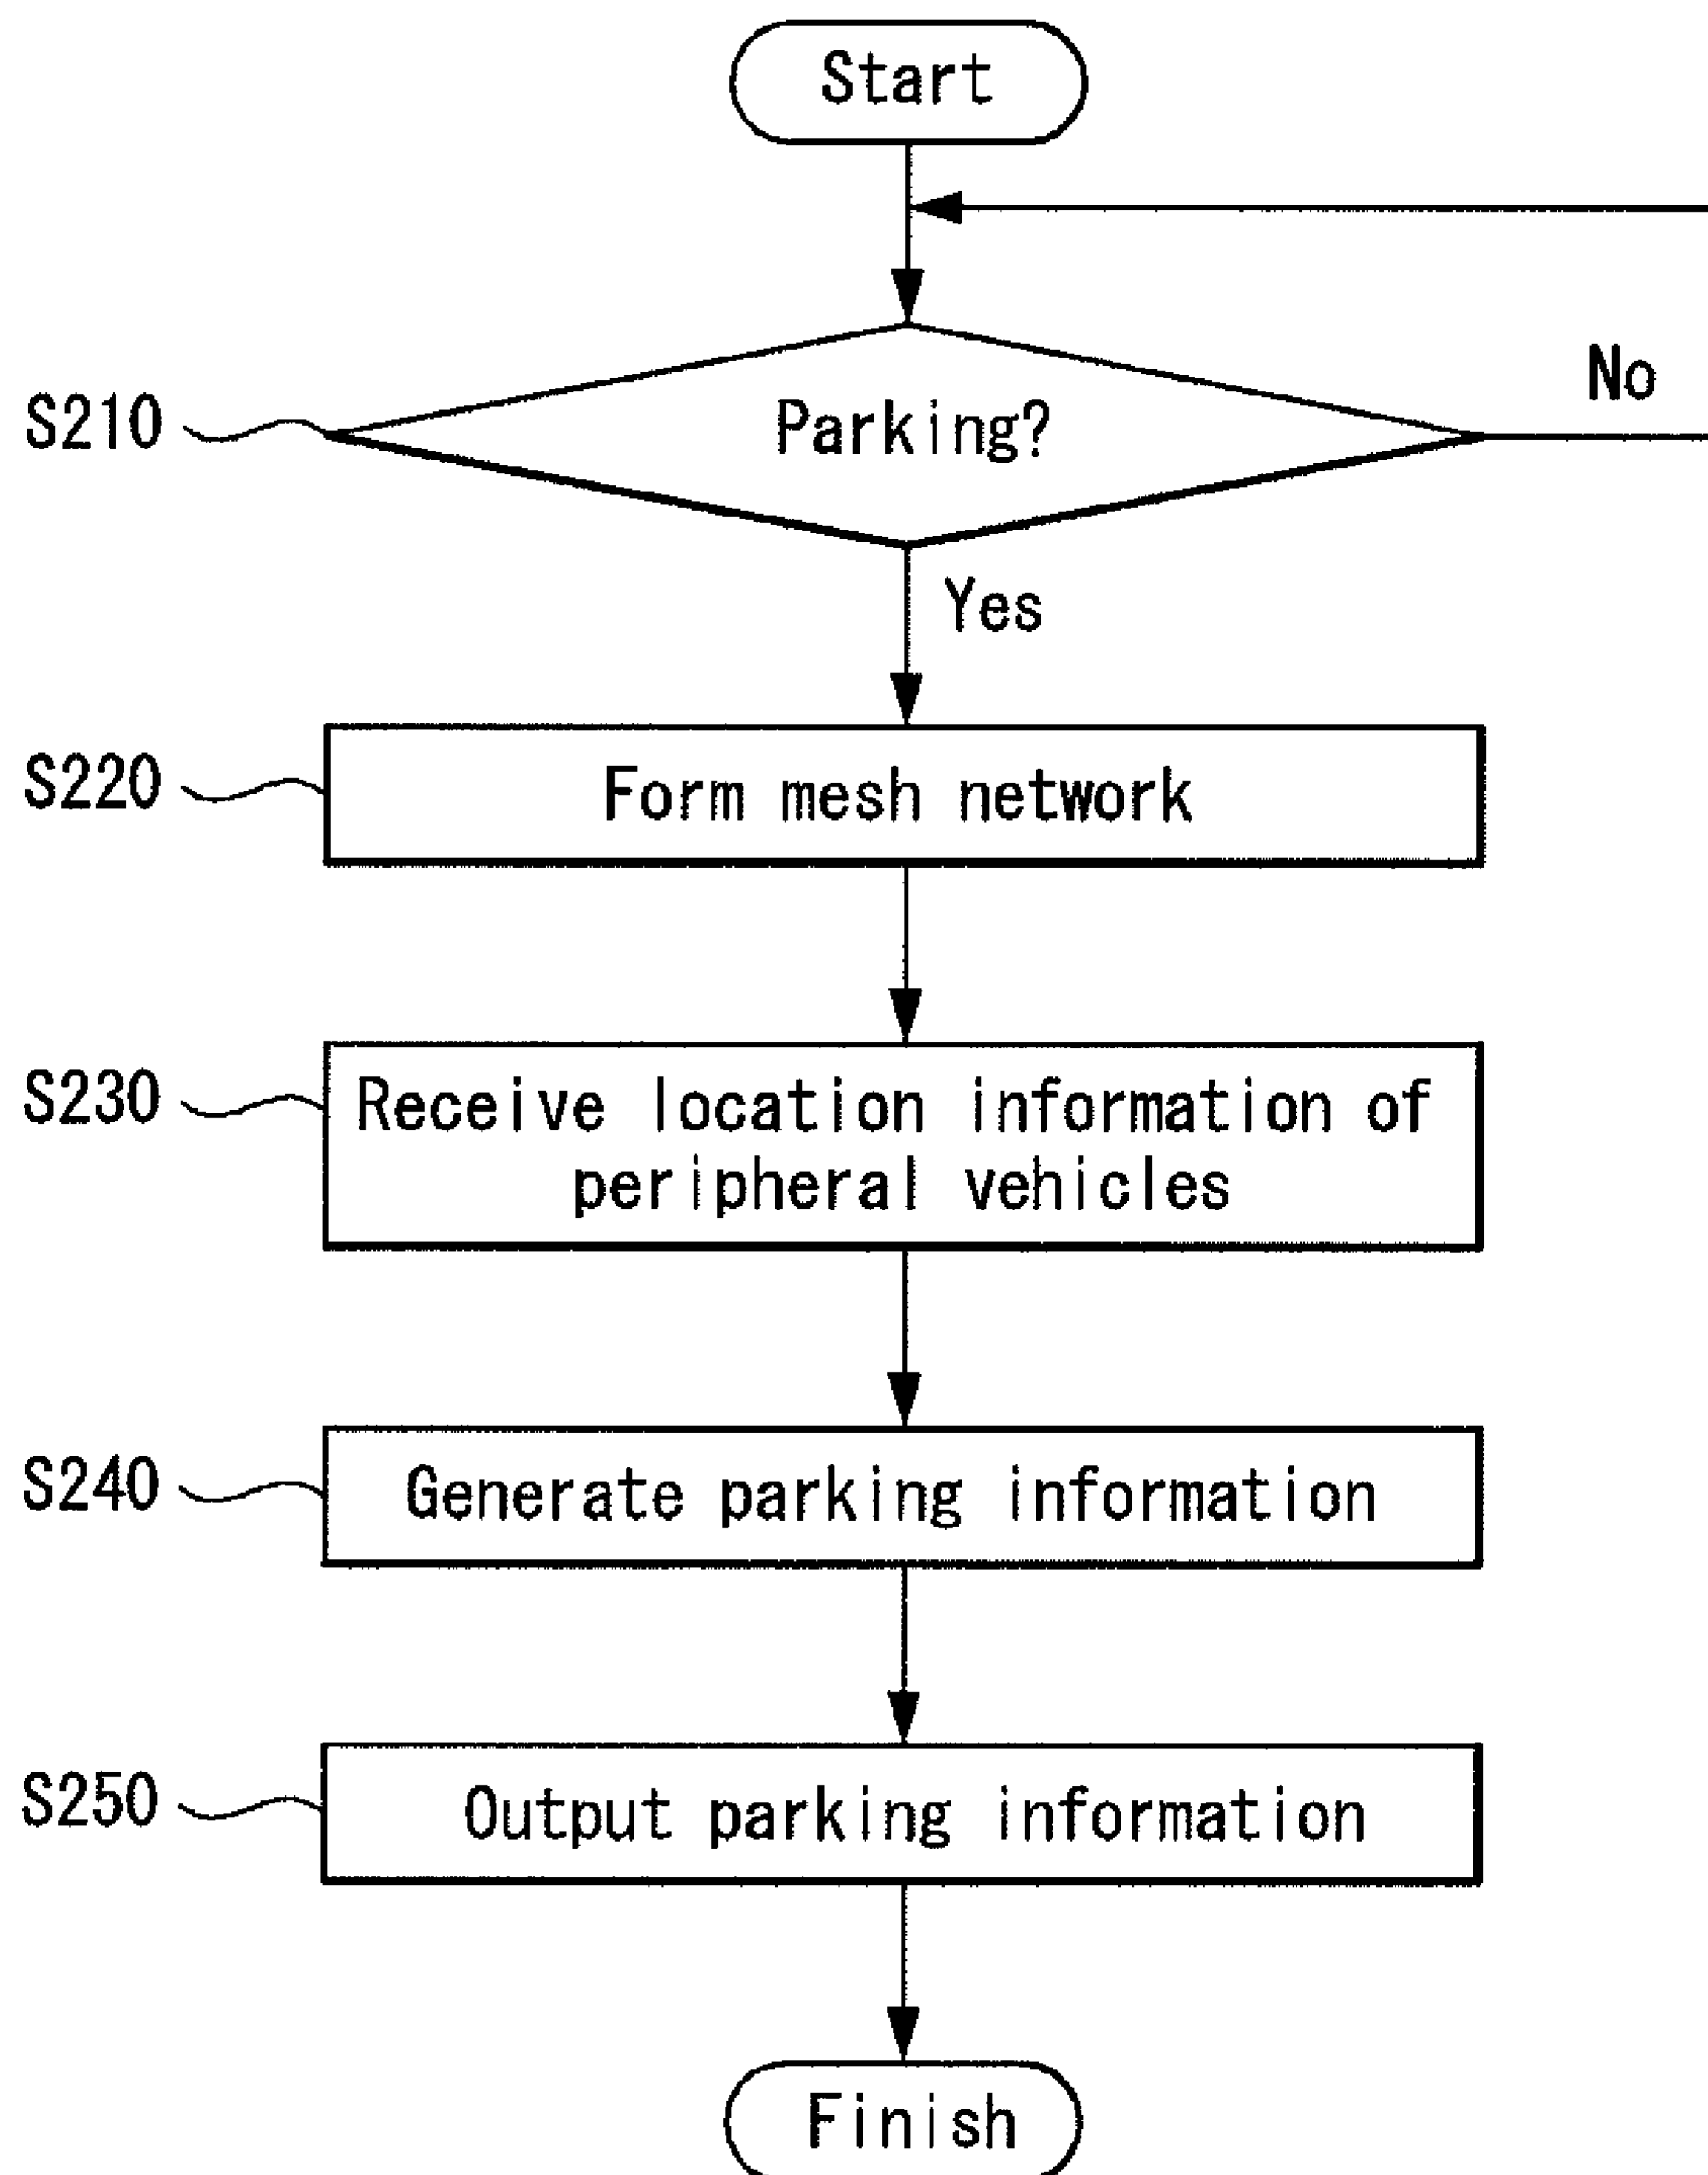 Start
No
S210
Parking?
Yes
S220
Form mesh network
S230
Receive location information of
peripheral vehicles
S240
Generate parking information
S250
Output parking information
Finish